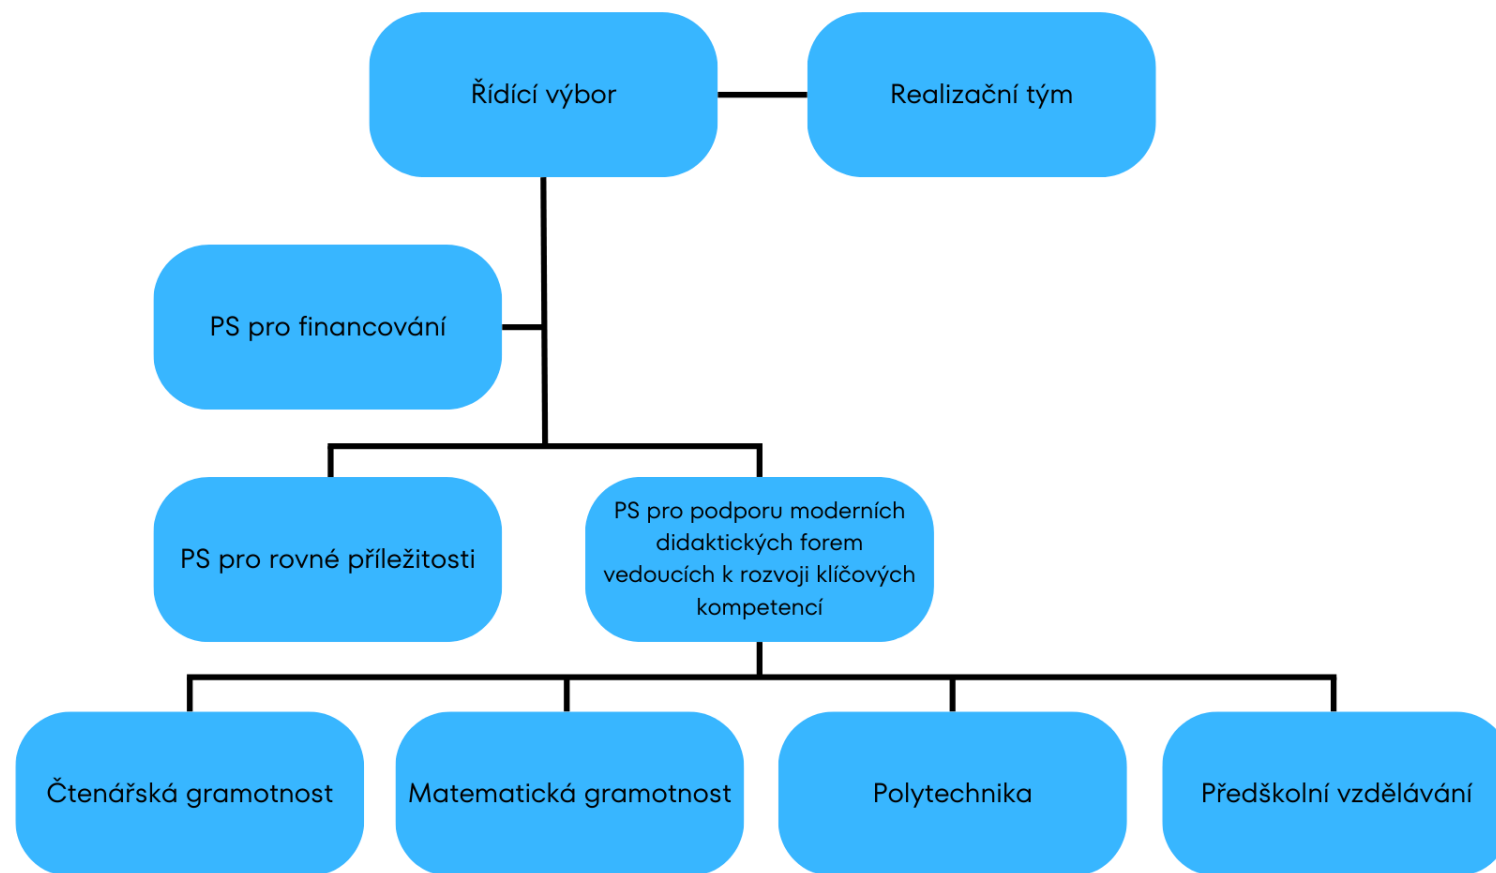 Řídící výbor
Realizační tým
PS pro financování
PS pro rovné příležitosti
PS pro podporu moderních
didaktických forem
vedoucích k rozvoji klíčových
kompetencí
Čtenářská gramotnost
Matematická gramotnost
Polytechnika
Předškolní vzdělávání